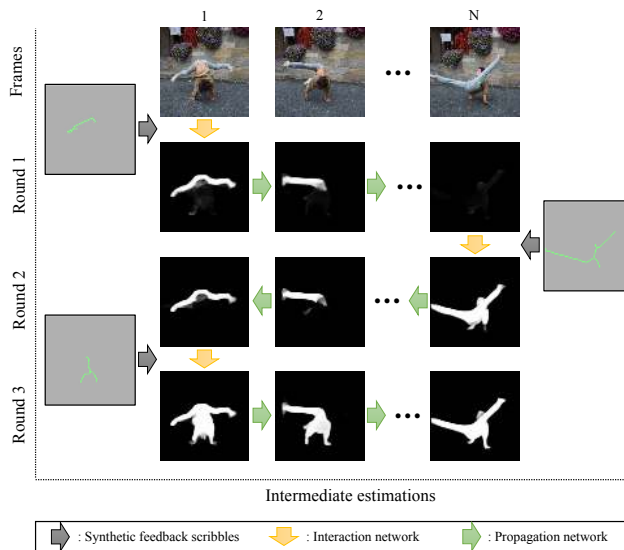 1 2 N
Frames
Round 1
Round 2
Round 3
Intermediate estimations
: Synthetic feedback scribbles : Interaction network : Propagation network